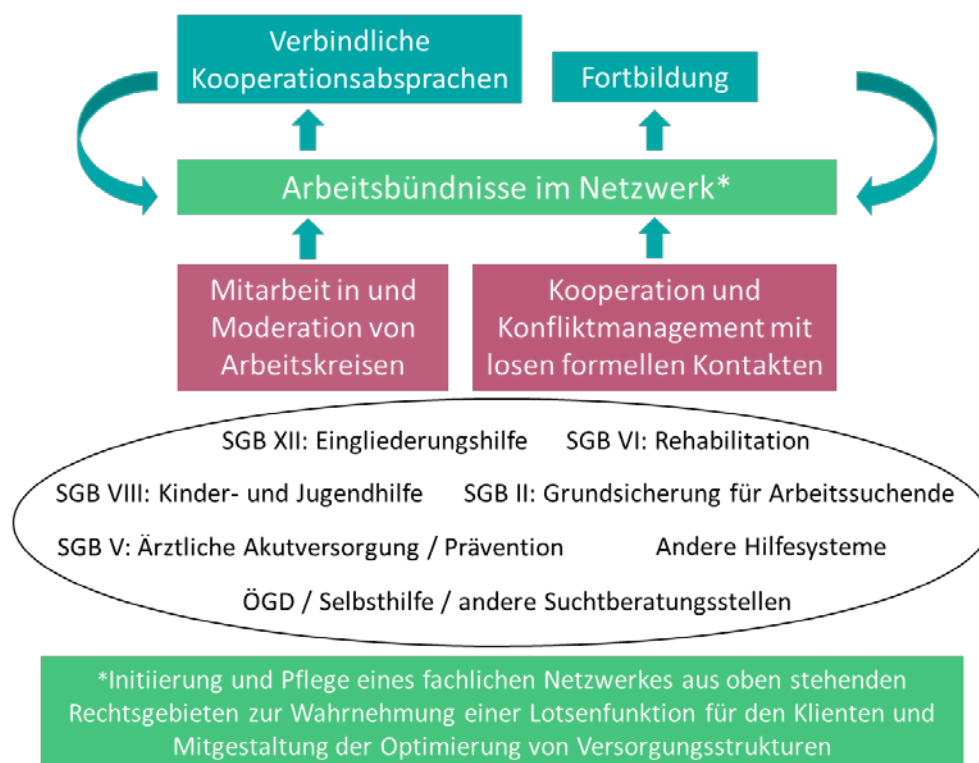 Verbindliche
Kooperationsabsprachen
Fortbildung
Arbeitsbündnisse im Netzwerk*
Mitarbeit in und
Moderation von
Arbeitskreisen
Kooperation und
Konfliktmanagement mit
losen formellen Kontakten
SGB XII: Eingliederungshilfe SGB VI: Rehabilitation
SGB VIII: Kinder- und Jugendhilfe SGB II: Grundsicherung für Arbeitssuchende
SGB V: Ärztliche Akutversorgung / Prävention Andere Hilfesysteme
ÖGD / Selbsthilfe / andere Suchtberatungsstellen
*Initiierung und Pflege eines fachlichen Netzwerkes aus oben stehenden
Rechtsgebieten zur Wahrnehmung einer Lotsenfunktion für den Klienten und
Mitgestaltung der Optimierung von Versorgungsstrukturen